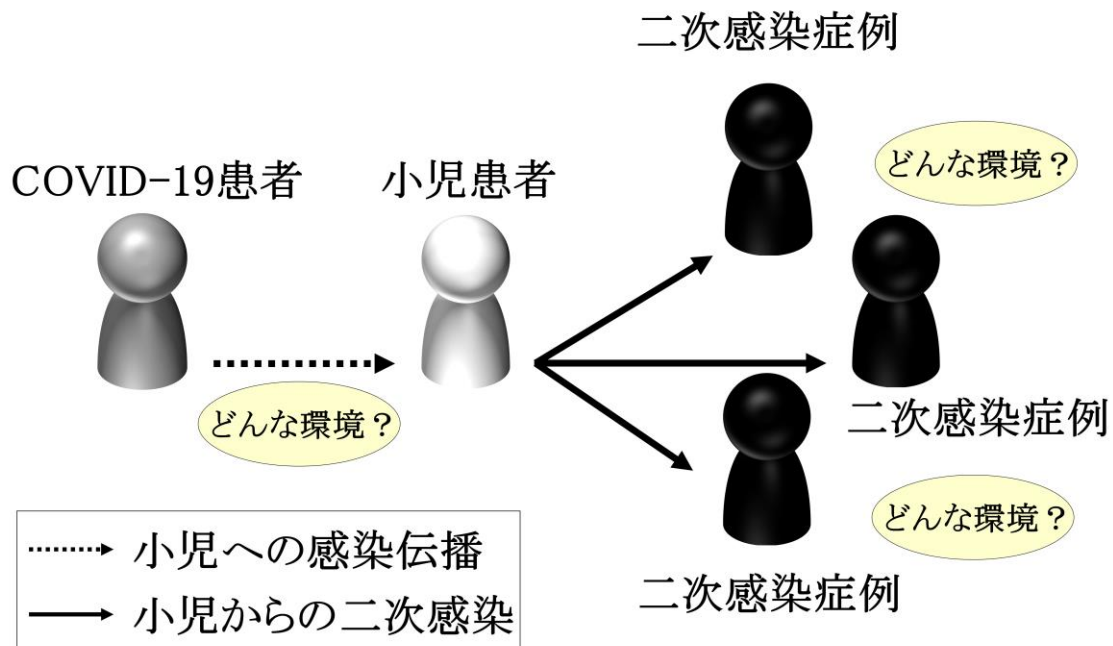 二次感染症例
どんな環境？
COVID-19患者
小児患者
どんな環境？
二次感染症例
どんな環境？
二次感染症例
小児への感染伝播
小児からの二次感染